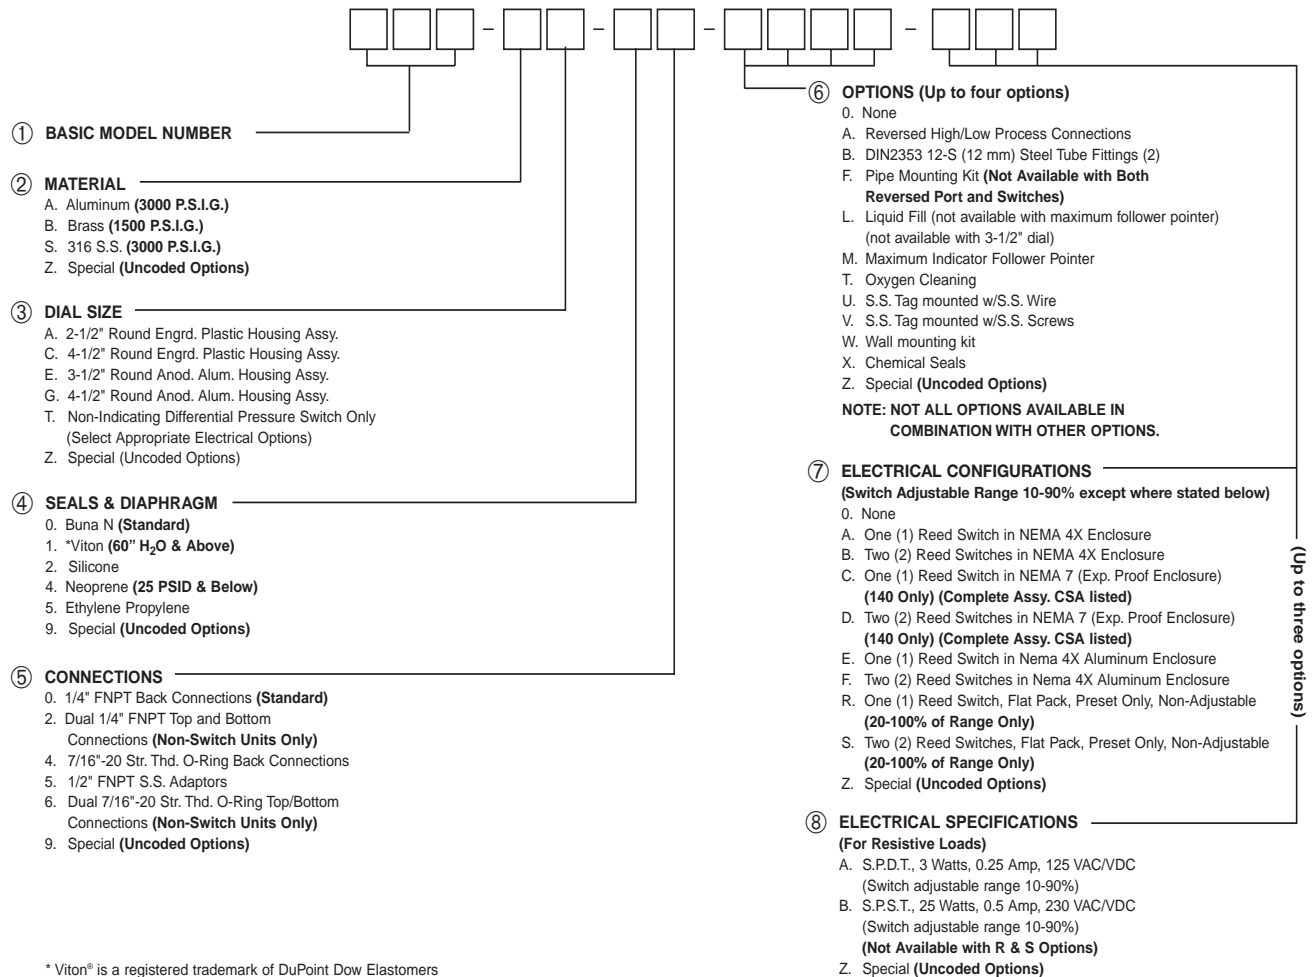 – – – –
① BASIC MODEL NUMBER
② MATERIAL
A. Aluminum (3000 P.S.I.G.)
B. Brass (1500 P.S.I.G.)
S. 316 S.S. (3000 P.S.I.G.)
Z. Special (Uncoded Options)
③ DIAL SIZE
A. 2-1/2" Round Engrd. Plastic Housing Assy.
C. 4-1/2" Round Engrd. Plastic Housing Assy.
E. 3-1/2" Round Anod. Alum. Housing Assy.
G. 4-1/2" Round Anod. Alum. Housing Assy.
T. Non-Indicating Differential Pressure Switch Only
(Select Appropriate Electrical Options)
Z. Special (Uncoded Options)
④ SEALS & DIAPHRAGM
0. Buna N (Standard)
1. *Viton (60” H₂O & Above)
2. Silicone
4. Neoprene (25 PSID & Below)
5. Ethylene Propylene
9. Special (Uncoded Options)
⑤ CONNECTIONS
0. 1/4" FNPT Back Connections (Standard)
2. Dual 1/4" FNPT Top and Bottom
Connections (Non-Switch Units Only)
4. 7/16"-20 Str. Thd. O-Ring Back Connections
5. 1/2" FNPT S.S. Adaptors
6. Dual 7/16"-20 Str. Thd. O-Ring Top/Bottom
Connections (Non-Switch Units Only)
9. Special (Uncoded Options)
* Viton® is a registered trademark of DuPoint Dow Elastomers
⑥ OPTIONS (Up to four options)
0. None
A. Reversed High/Low Process Connections
B. DIN2353 12-S (12 mm) Steel Tube Fittings (2)
F. Pipe Mounting Kit (Not Available with Both
Reversed Port and Switches)
L. Liquid Fill (not available with maximum follower pointer)
(not available with 3-1/2" dial)
M. Maximum Indicator Follower Pointer
T. Oxygen Cleaning
U. S.S. Tag mounted w/S.S. Wire
V. S.S. Tag mounted w/S.S. Screws
W. Wall mounting kit
X. Chemical Seals
Z. Special (Uncoded Options)
NOTE: NOT ALL OPTIONS AVAILABLE IN
COMBINATION WITH OTHER OPTIONS.
⑦ ELECTRICAL CONFIGURATIONS
(Switch Adjustable Range 10-90% except where stated below)
0. None
A. One (1) Reed Switch in NEMA 4X Enclosure
B. Two (2) Reed Switches in NEMA 4X Enclosure
C. One (1) Reed Switch in NEMA 7 (Exp. Proof Enclosure)
(140 Only) (Complete Assy. CSA listed)
D. Two (2) Reed Switches in NEMA 7 (Exp. Proof Enclosure)
(140 Only) (Complete Assy. CSA listed)
E. One (1) Reed Switch in Nema 4X Aluminum Enclosure
F. Two (2) Reed Switches in Nema 4X Aluminum Enclosure
R. One (1) Reed Switch, Flat Pack, Preset Only, Non-Adjustable
(20-100% of Range Only)
S. Two (2) Reed Switches, Flat Pack, Preset Only, Non-Adjustable
(20-100% of Range Only)
Z. Special (Uncoded Options)
(Up to three options)
⑧ ELECTRICAL SPECIFICATIONS
(For Resistive Loads)
A. S.P.D.T., 3 Watts, 0.25 Amp, 125 VAC/VDC
(Switch adjustable range 10-90%)
B. S.P.S.T., 25 Watts, 0.5 Amp, 230 VAC/VDC
(Switch adjustable range 10-90%)
(Not Available with R & S Options)
Z. Special (Uncoded Options)